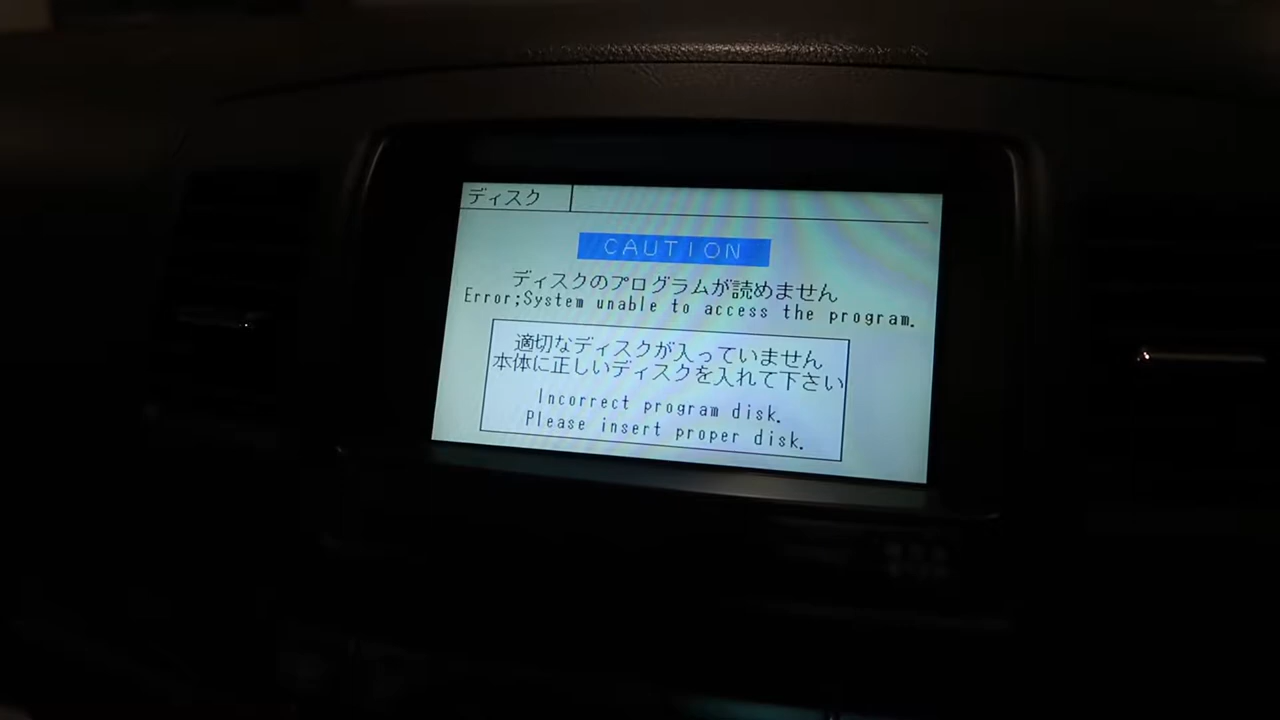 ディスク
CAUTION
ディスクのプログラムが読めません
Error;System unable to access the program.
適切なディスクが入っていません
本体に正しいディスクを入れて下さい
Incorrect program disk.
Please insert proper disk.